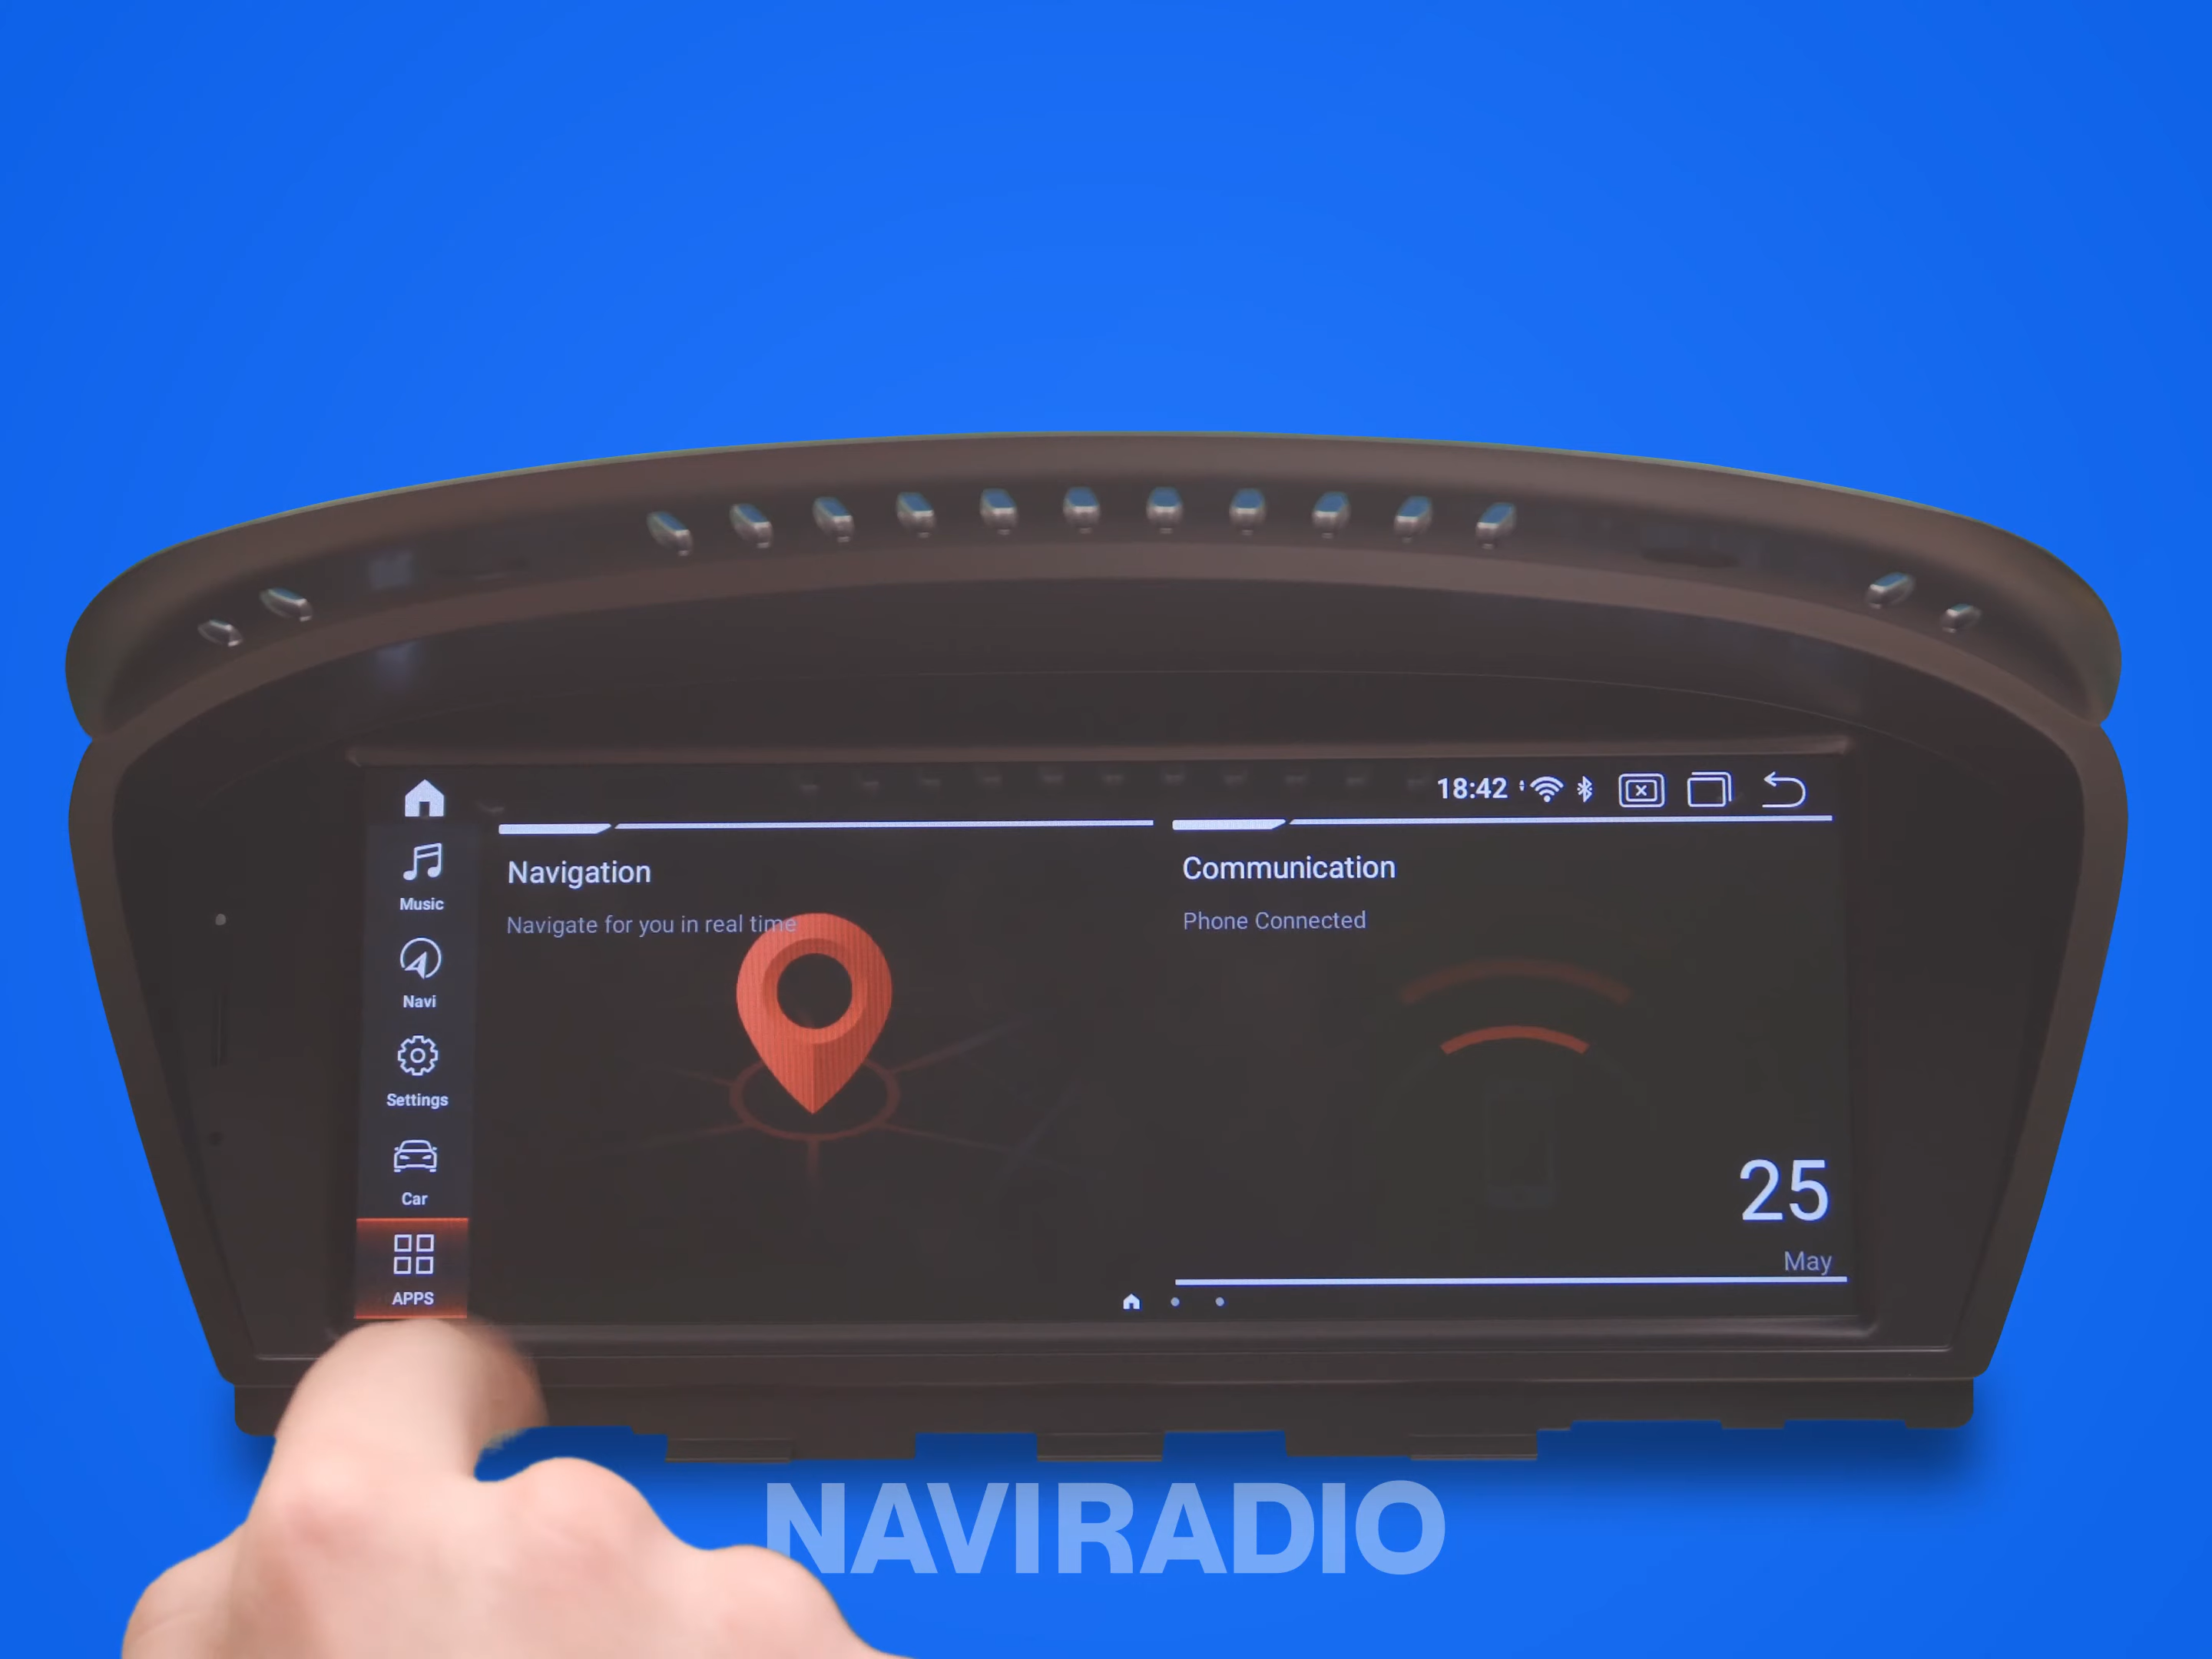 18:42
Navigation
Navigate for you in real time
Communication
Phone Connected
Music
Navi
Settings
Car
APPS
25
May
NAVIRADIO